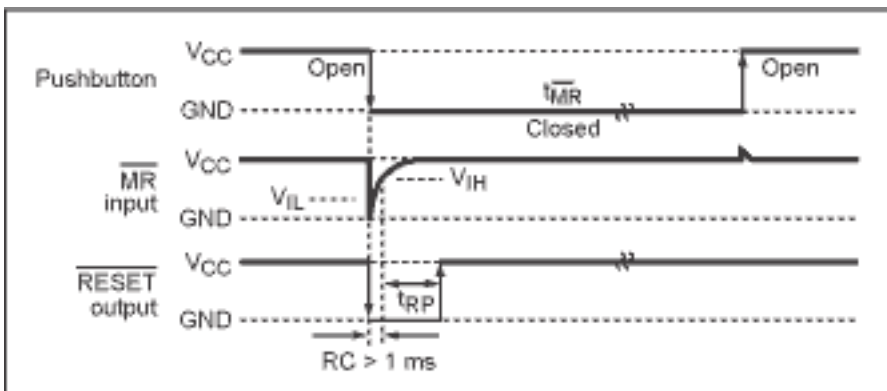 Pushbutton
VCC
Open
Open
GND
tMR
Closed
MR
input
VCC
VIL
VIH
GND
RESET
output
VCC
tRP
GND
RC > 1 ms